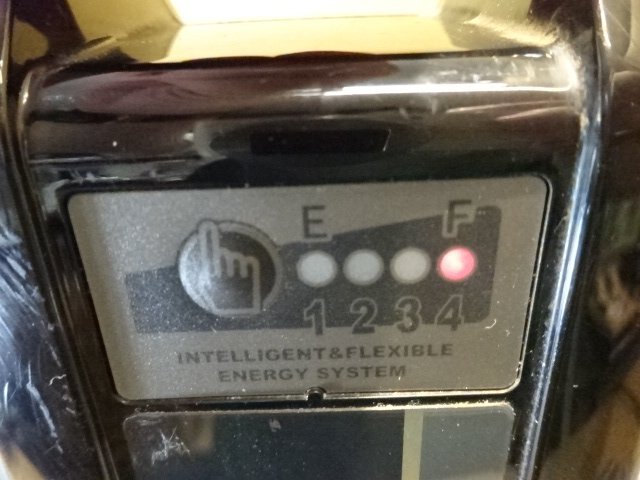 E F
1 2 3 4
INTELLIGENT&FLEXIBLE
ENERGY SYSTEM